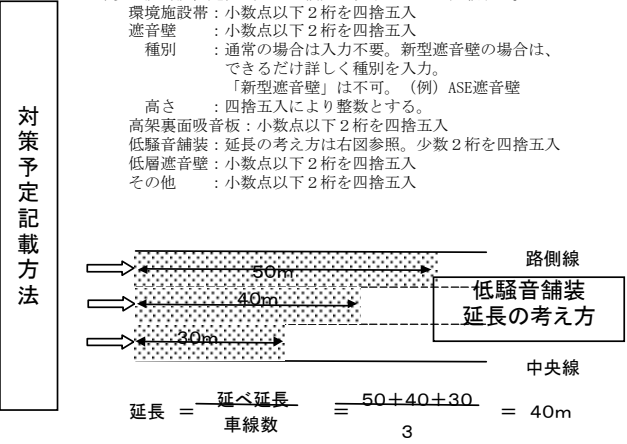 対策予定記載方法
環境施設帯：小数点以下２桁を四捨五入
遮音壁　　：小数点以下２桁を四捨五入
種別　　：通常の場合は入力不要。新型遮音壁の場合は、
できるだけ詳しく種別を入力。
「新型遮音壁」は不可。（例）ASE遮音壁
高さ　　：四捨五入により整数とする。
高架裏面吸音板：小数点以下２桁を四捨五入
低騒音舗装：延長の考え方は右図参照。少数２桁を四捨五入
低層遮音壁：小数点以下２桁を四捨五入
その他　　：小数点以下２桁を四捨五入
路側線
50m
低騒音舗装
延長の考え方
40m
30m
中央線
延長 ＝ 延べ延長 / 車線数 ＝ 50＋40＋30 / 3 ＝ 40m